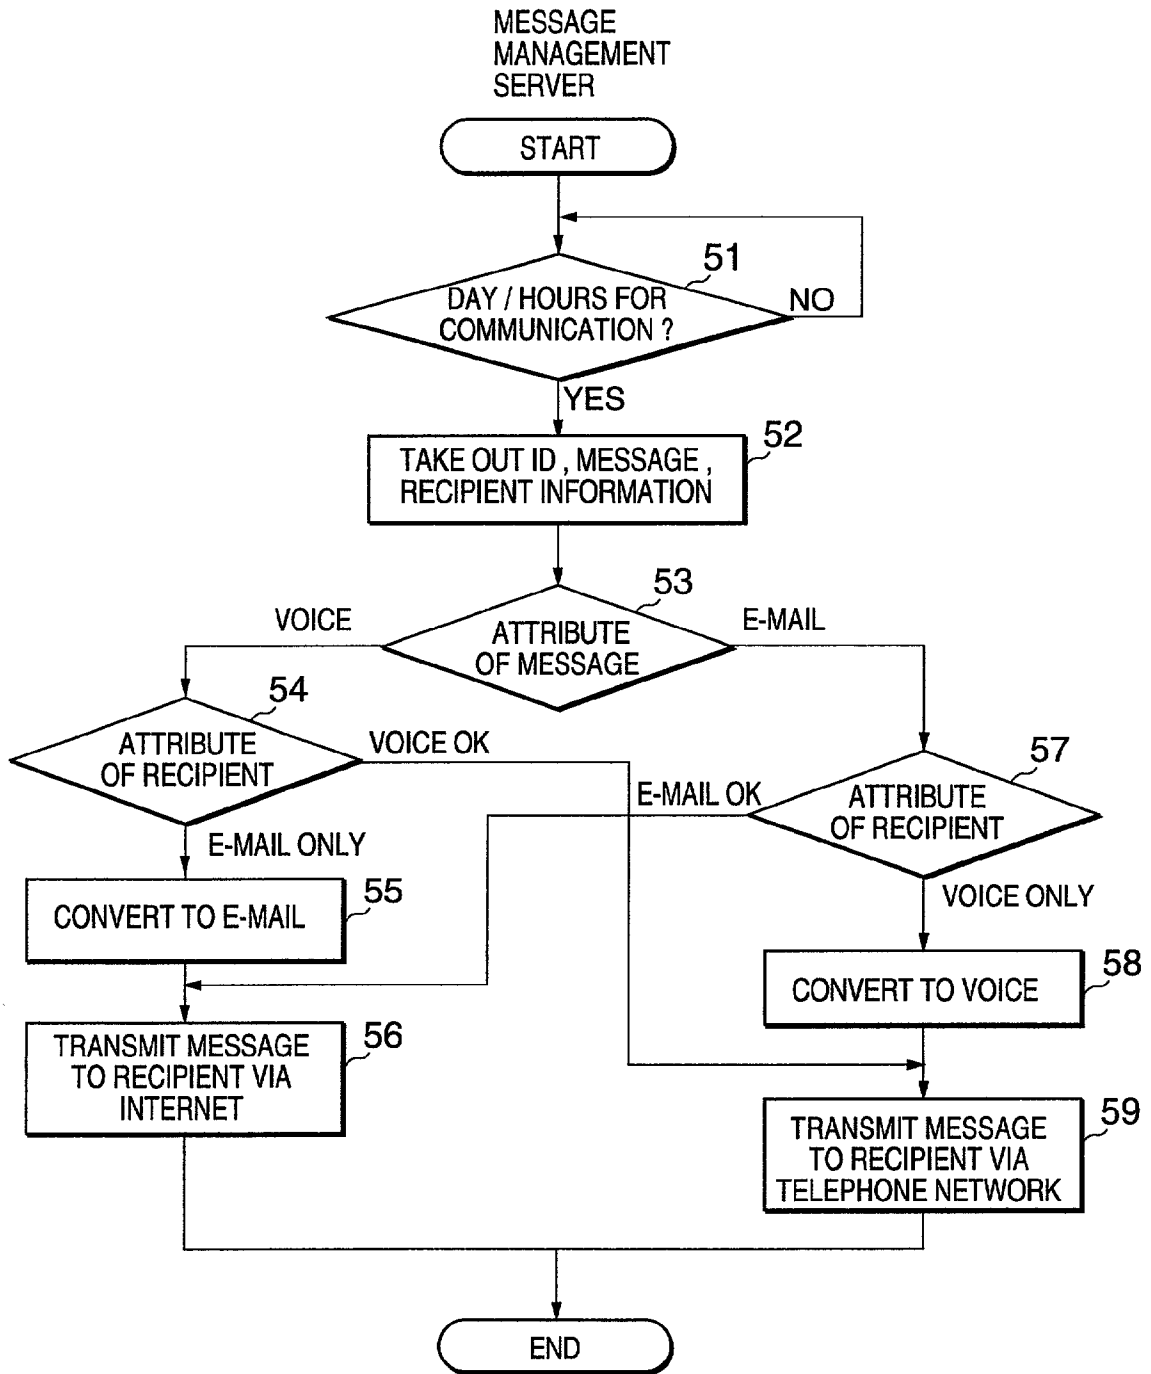 MESSAGE
MANAGEMENT
SERVER
START
51
DAY / HOURS FOR
COMMUNICATION ?
NO
YES
52
TAKE OUT ID , MESSAGE ,
RECIPIENT INFORMATION
53
VOICE
E-MAIL
ATTRIBUTE
OF MESSAGE
54
ATTRIBUTE
OF RECIPIENT
VOICE OK
57
E-MAIL OK
ATTRIBUTE
OF RECIPIENT
E-MAIL ONLY
VOICE ONLY
55
CONVERT TO E-MAIL
58
CONVERT TO VOICE
56
TRANSMIT MESSAGE
TO RECIPIENT VIA
INTERNET
59
TRANSMIT MESSAGE
TO RECIPIENT VIA
TELEPHONE NETWORK
END